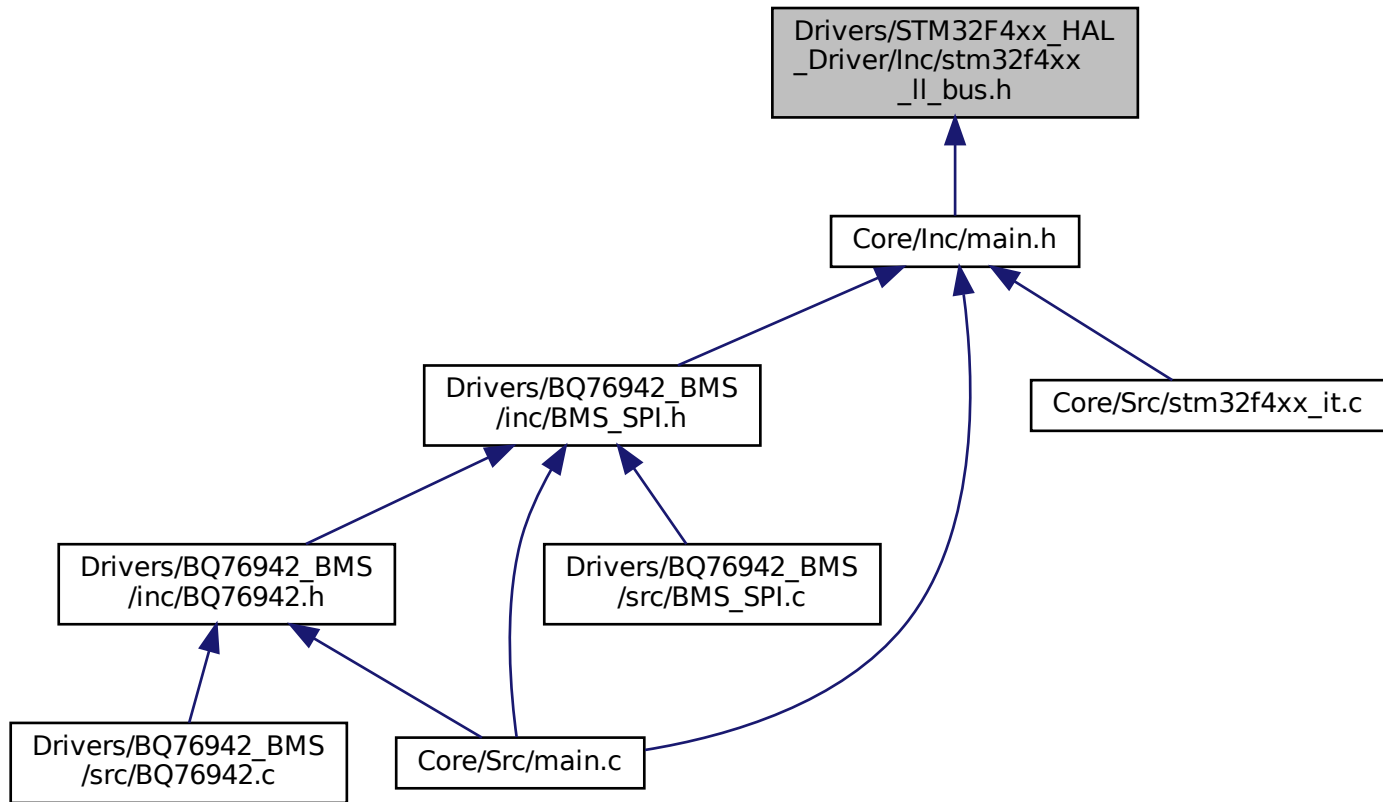 Drivers/STM32F4xx_HAL
_Driver/Inc/stm32f4xx
_ll_bus.h
Core/Inc/main.h
Drivers/BQ76942_BMS
/inc/BMS_SPI.h
Core/Src/stm32f4xx_it.c
Drivers/BQ76942_BMS
/inc/BQ76942.h
Drivers/BQ76942_BMS
/src/BMS_SPI.c
Drivers/BQ76942_BMS
/src/BQ76942.c
Core/Src/main.c